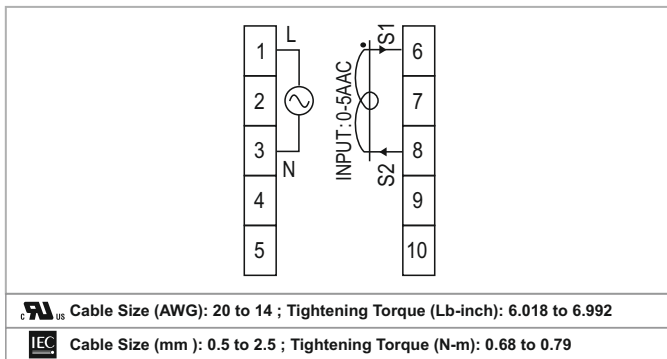 1
2
3
4
5
L
N
INPUT:0-5AAC
S1
S2
6
7
8
9
10
c RU US Cable Size (AWG): 20 to 14 ; Tightening Torque (Lb-inch): 6.018 to 6.992
IEC Cable Size (mm ): 0.5 to 2.5 ; Tightening Torque (N-m): 0.68 to 0.79